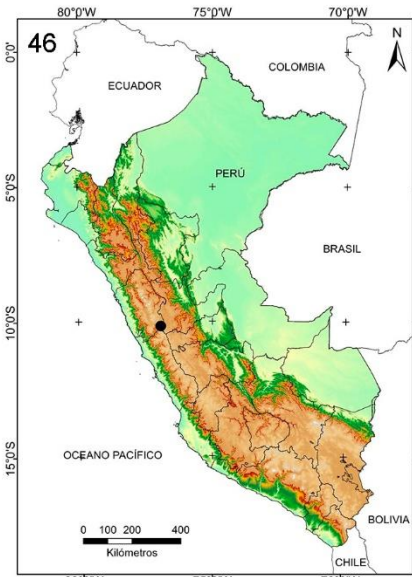 80°0'W 75°0'W 70°0'W
46
N
0°0'
COLOMBIA
ECUADOR
PERÚ
5°0'S
BRASIL
10°0'S
15°0'S
OCEANO PACÍFICO
BOLIVIA
0 100 200 400
Kilómetros
CHILE